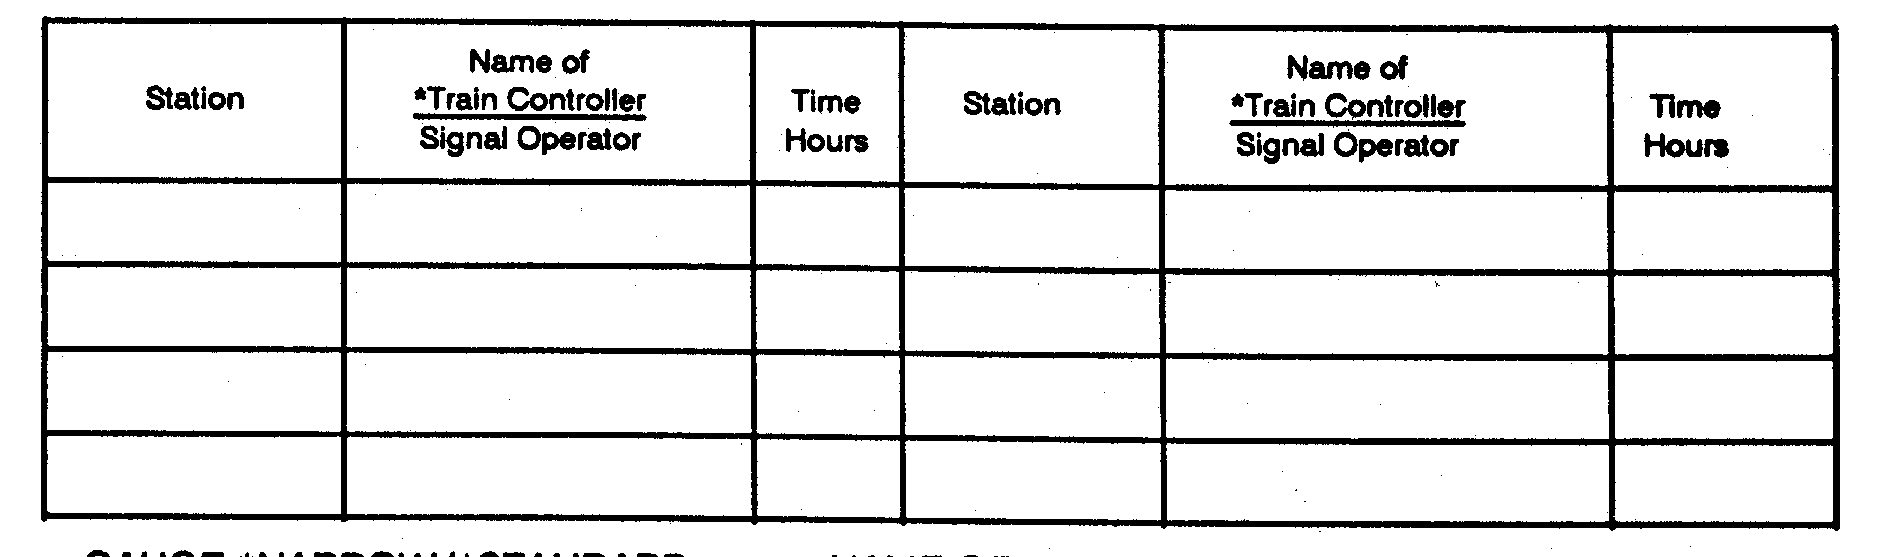 Station
Name of
*Train Controller
Signal Operator
Time
Hours
Station
Name of
*Train Controller
Signal Operator
Time
Hours